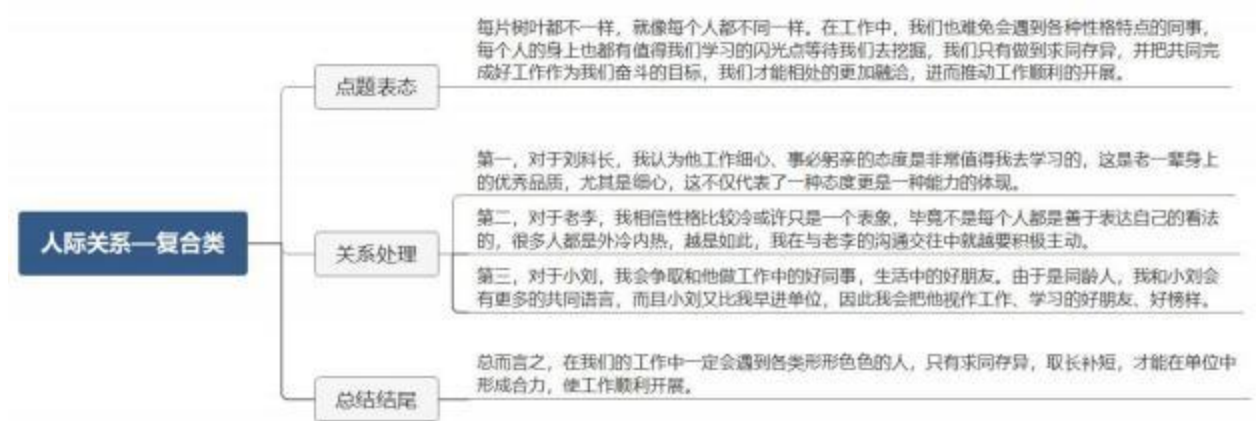 每片树叶都不一样，就像每个人都不同一样。在工作中，我们也难免会遇到各种性格特点的同事，
每个人的身上也都有值得我们学习的闪光点等待我们去挖掘，我们只有做到求同存异，并把共同完
成好工作作为我们奋斗的目标，我们才能相处的更加融洽，进而推动工作顺利的开展。
点题表态
第一，对于刘科长，我认为他工作细心、事必躬亲的态度是非常值得我去学习的，这是老一辈身上
的优秀品质，尤其是细心，这不仅代表了一种态度更是一种能力的体现。
人际关系—复合类
关系处理
第二，对于老李，我相信性格比较冷或许只是一个表象，毕竟不是每个人都是善于表达自己的看法
的，很多人都是外冷内热，越是如此，我在与老李的沟通交往中就越要积极主动。
第三，对于小刘，我会争取和他做工作中的好同事，生活中的好朋友。由于是同龄人，我和小刘会
有更多的共同语言，而且小刘又比我早进单位，因此我会把他视作工作、学习的好朋友、好榜样。
总而言之，在我们的工作中一定会遇到各类形形色色的人，只有求同存异，取长补短，才能在单位中
形成合力，使工作顺利开展。
总结结尾